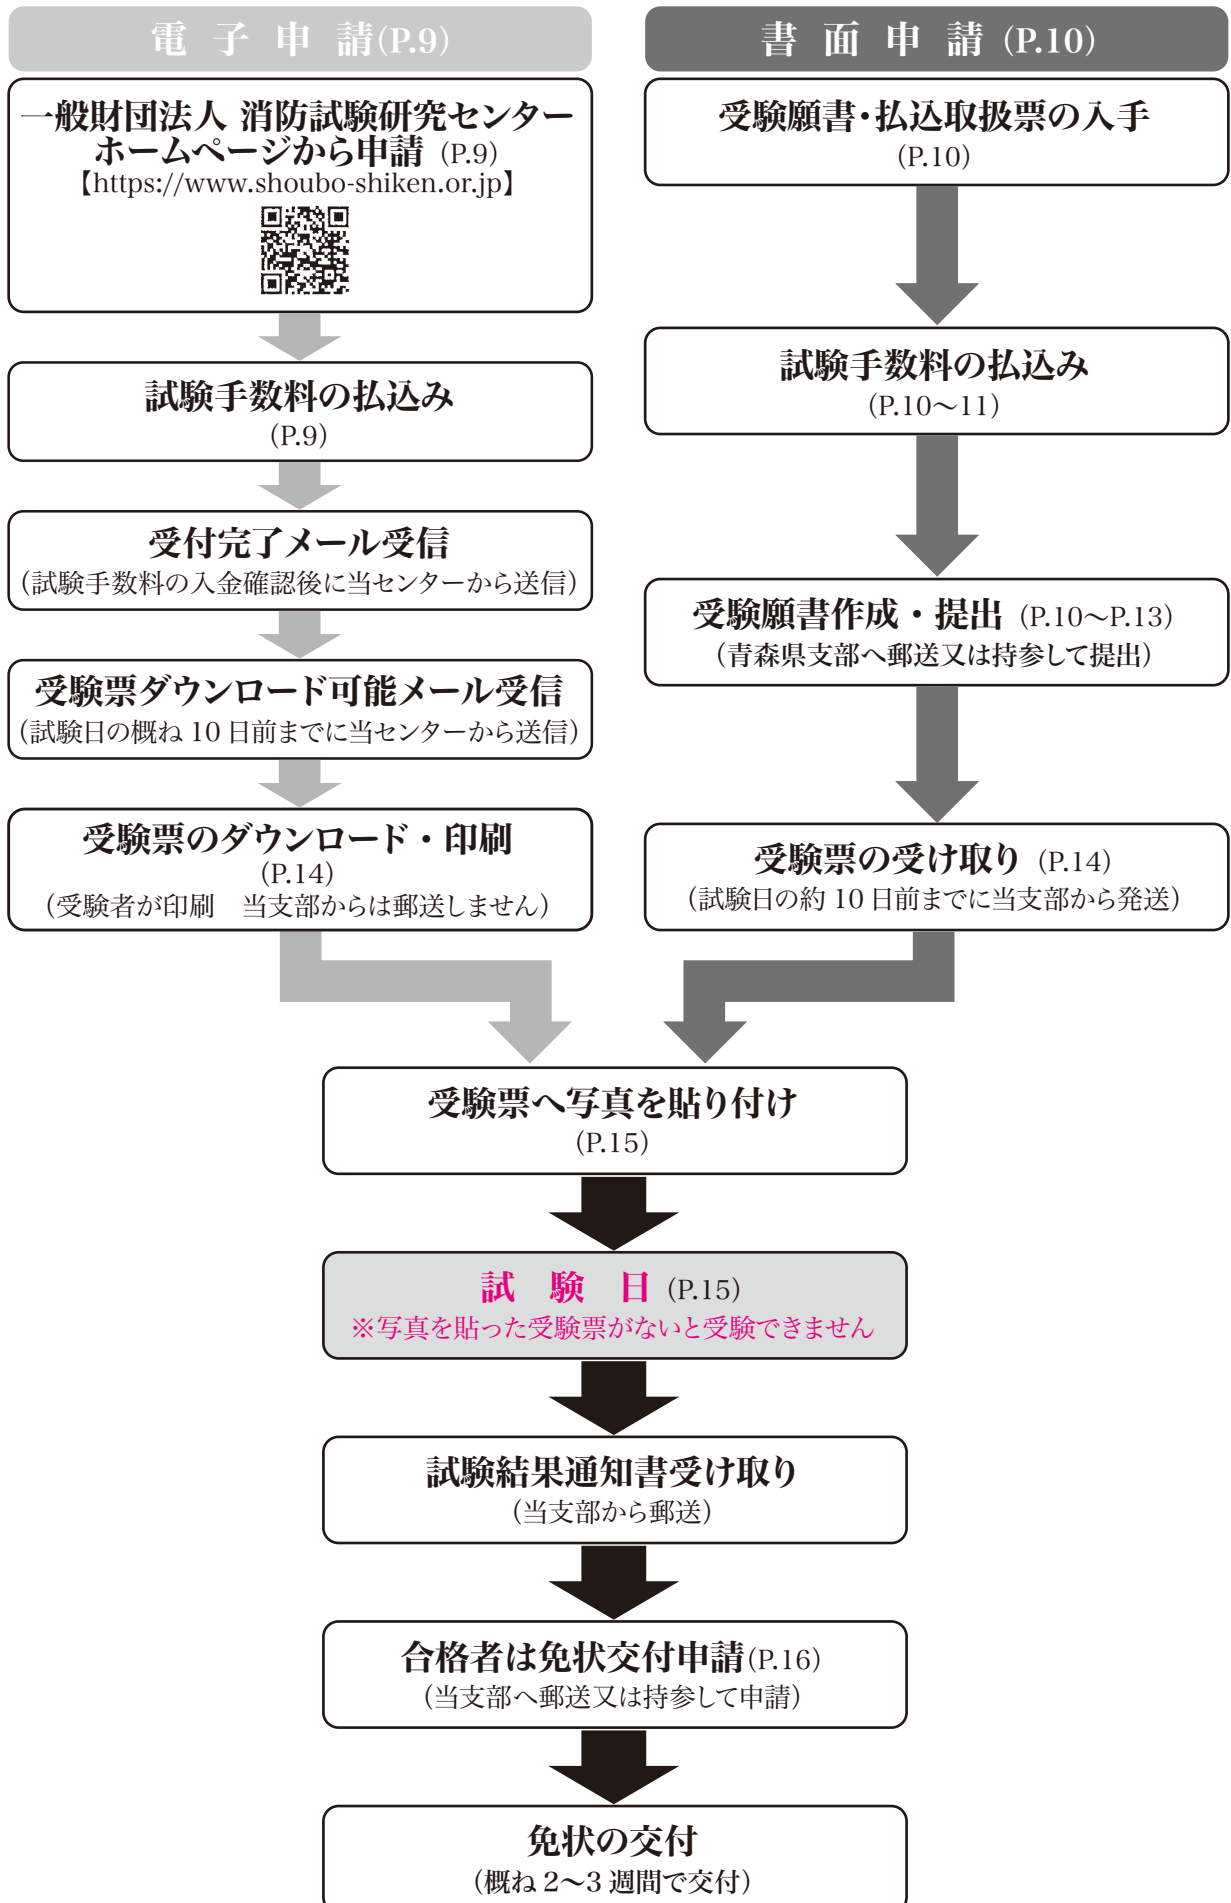 電子申請(P.9)
一般財団法人 消防試験研究センター
ホームページから申請 (P.9)
【https://www.shoubo-shiken.or.jp】
試験手数料の払込み
(P.9)
受付完了メール受信
(試験手数料の入金確認後に当センターから送信)
受験票ダウンロード可能メール受信
(試験日の概ね 10 日前までに当センターから送信)
受験票のダウンロード・印刷
(P.14)
(受験者が印刷　当支部からは郵送しません)
書面申請 (P.10)
受験願書・払込取扱票の入手
(P.10)
試験手数料の払込み
(P.10〜11)
受験願書作成・提出 (P.10〜P.13)
(青森県支部へ郵送又は持参して提出)
受験票の受け取り (P.14)
(試験日の約 10 日前までに当支部から発送)
受験票へ写真を貼り付け
(P.15)
試　験　日 (P.15)
※写真を貼った受験票がないと受験できません
試験結果通知書受け取り
(当支部から郵送)
合格者は免状交付申請(P.16)
(当支部へ郵送又は持参して申請)
免状の交付
(概ね 2〜3 週間で交付)